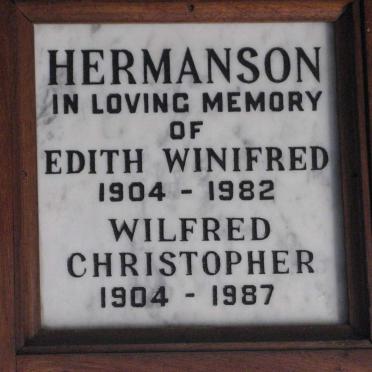 HERMANSON
IN LOVING MEMORY
OF
EDITH WINIFRED
1904 - 1982
WILFRED
CHRISTOPHER
1904 - 1987